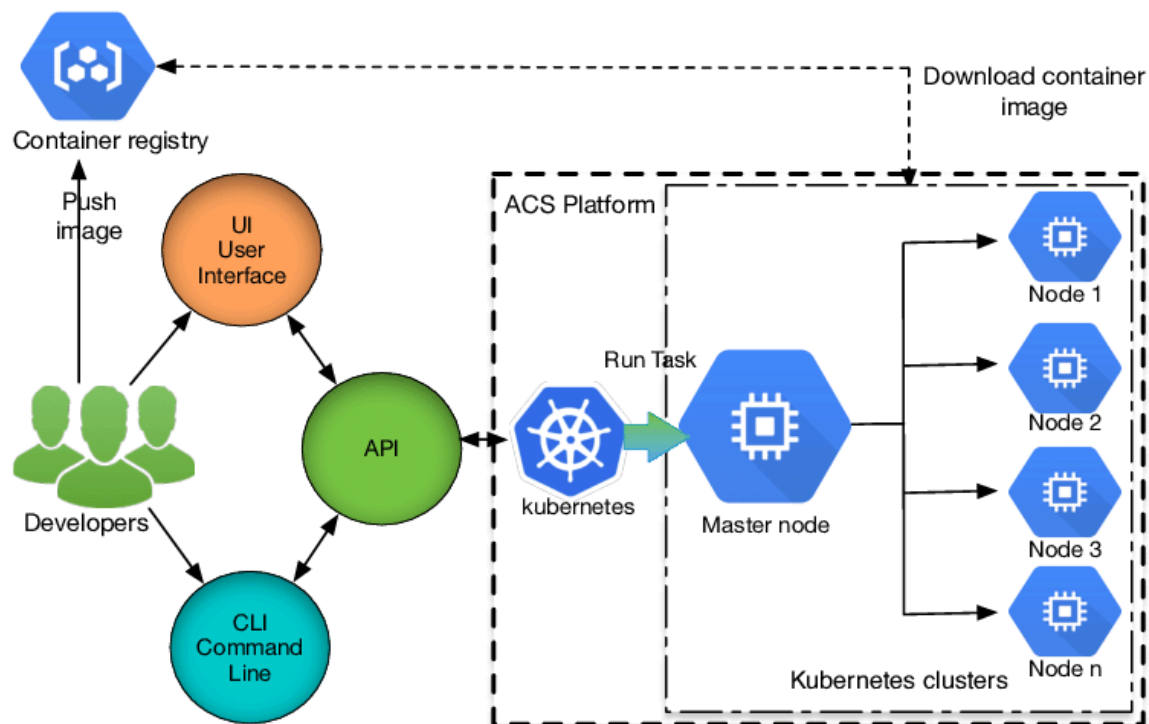 Container registry
Download container
image
Push
image
UI
User
Interface
ACS Platform
Node 1
Run Task
Node 2
API
kubernetes
Developers
Master node
Node 3
CLI
Command
Line
Node n
Kubernetes clusters